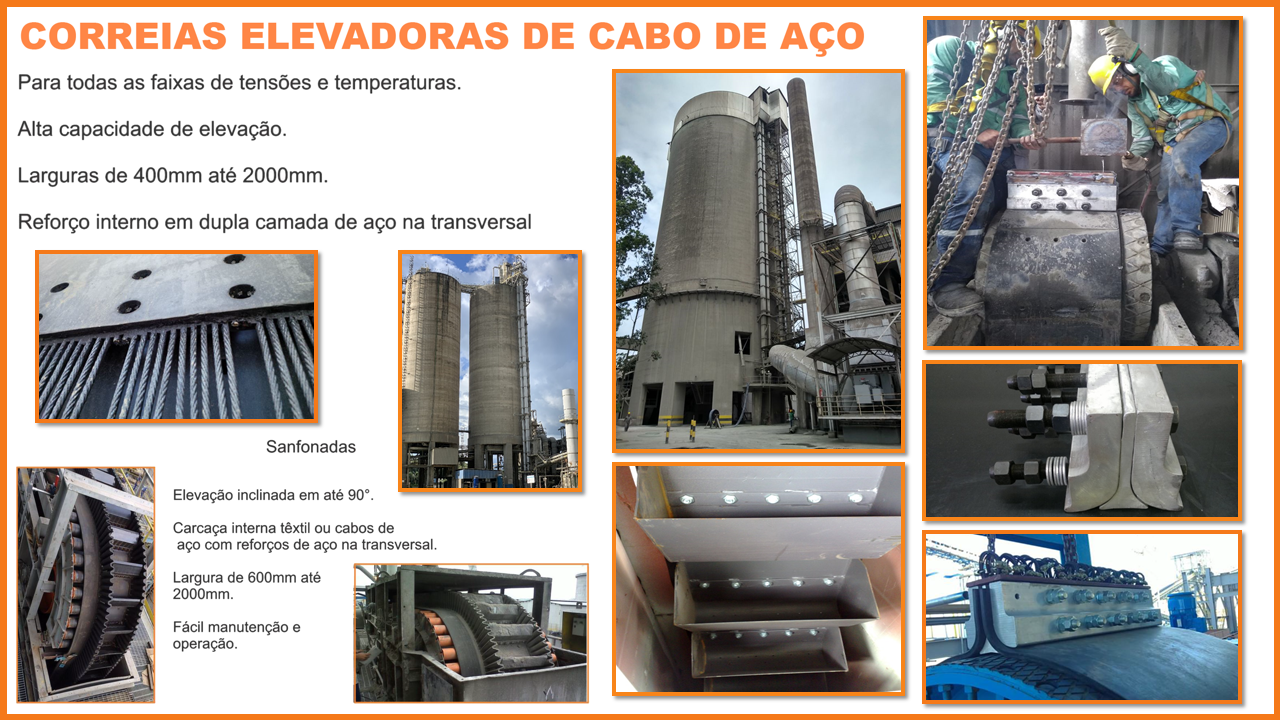 CORREIAS ELEVADORAS DE CABO DE AÇO
Para todas as faixas de tensões e temperaturas.
Alta capacidade de elevação.
Larguras de 400mm até 2000mm.
Reforço interno em dupla camada de aço na transversal
Sanfonadas
Elevação inclinada em até 90°.
Carcaça interna têxtil ou cabos de
aço com reforços de aço na transversal.
Largura de 600mm até
2000mm.
Fácil manutenção e
operação.